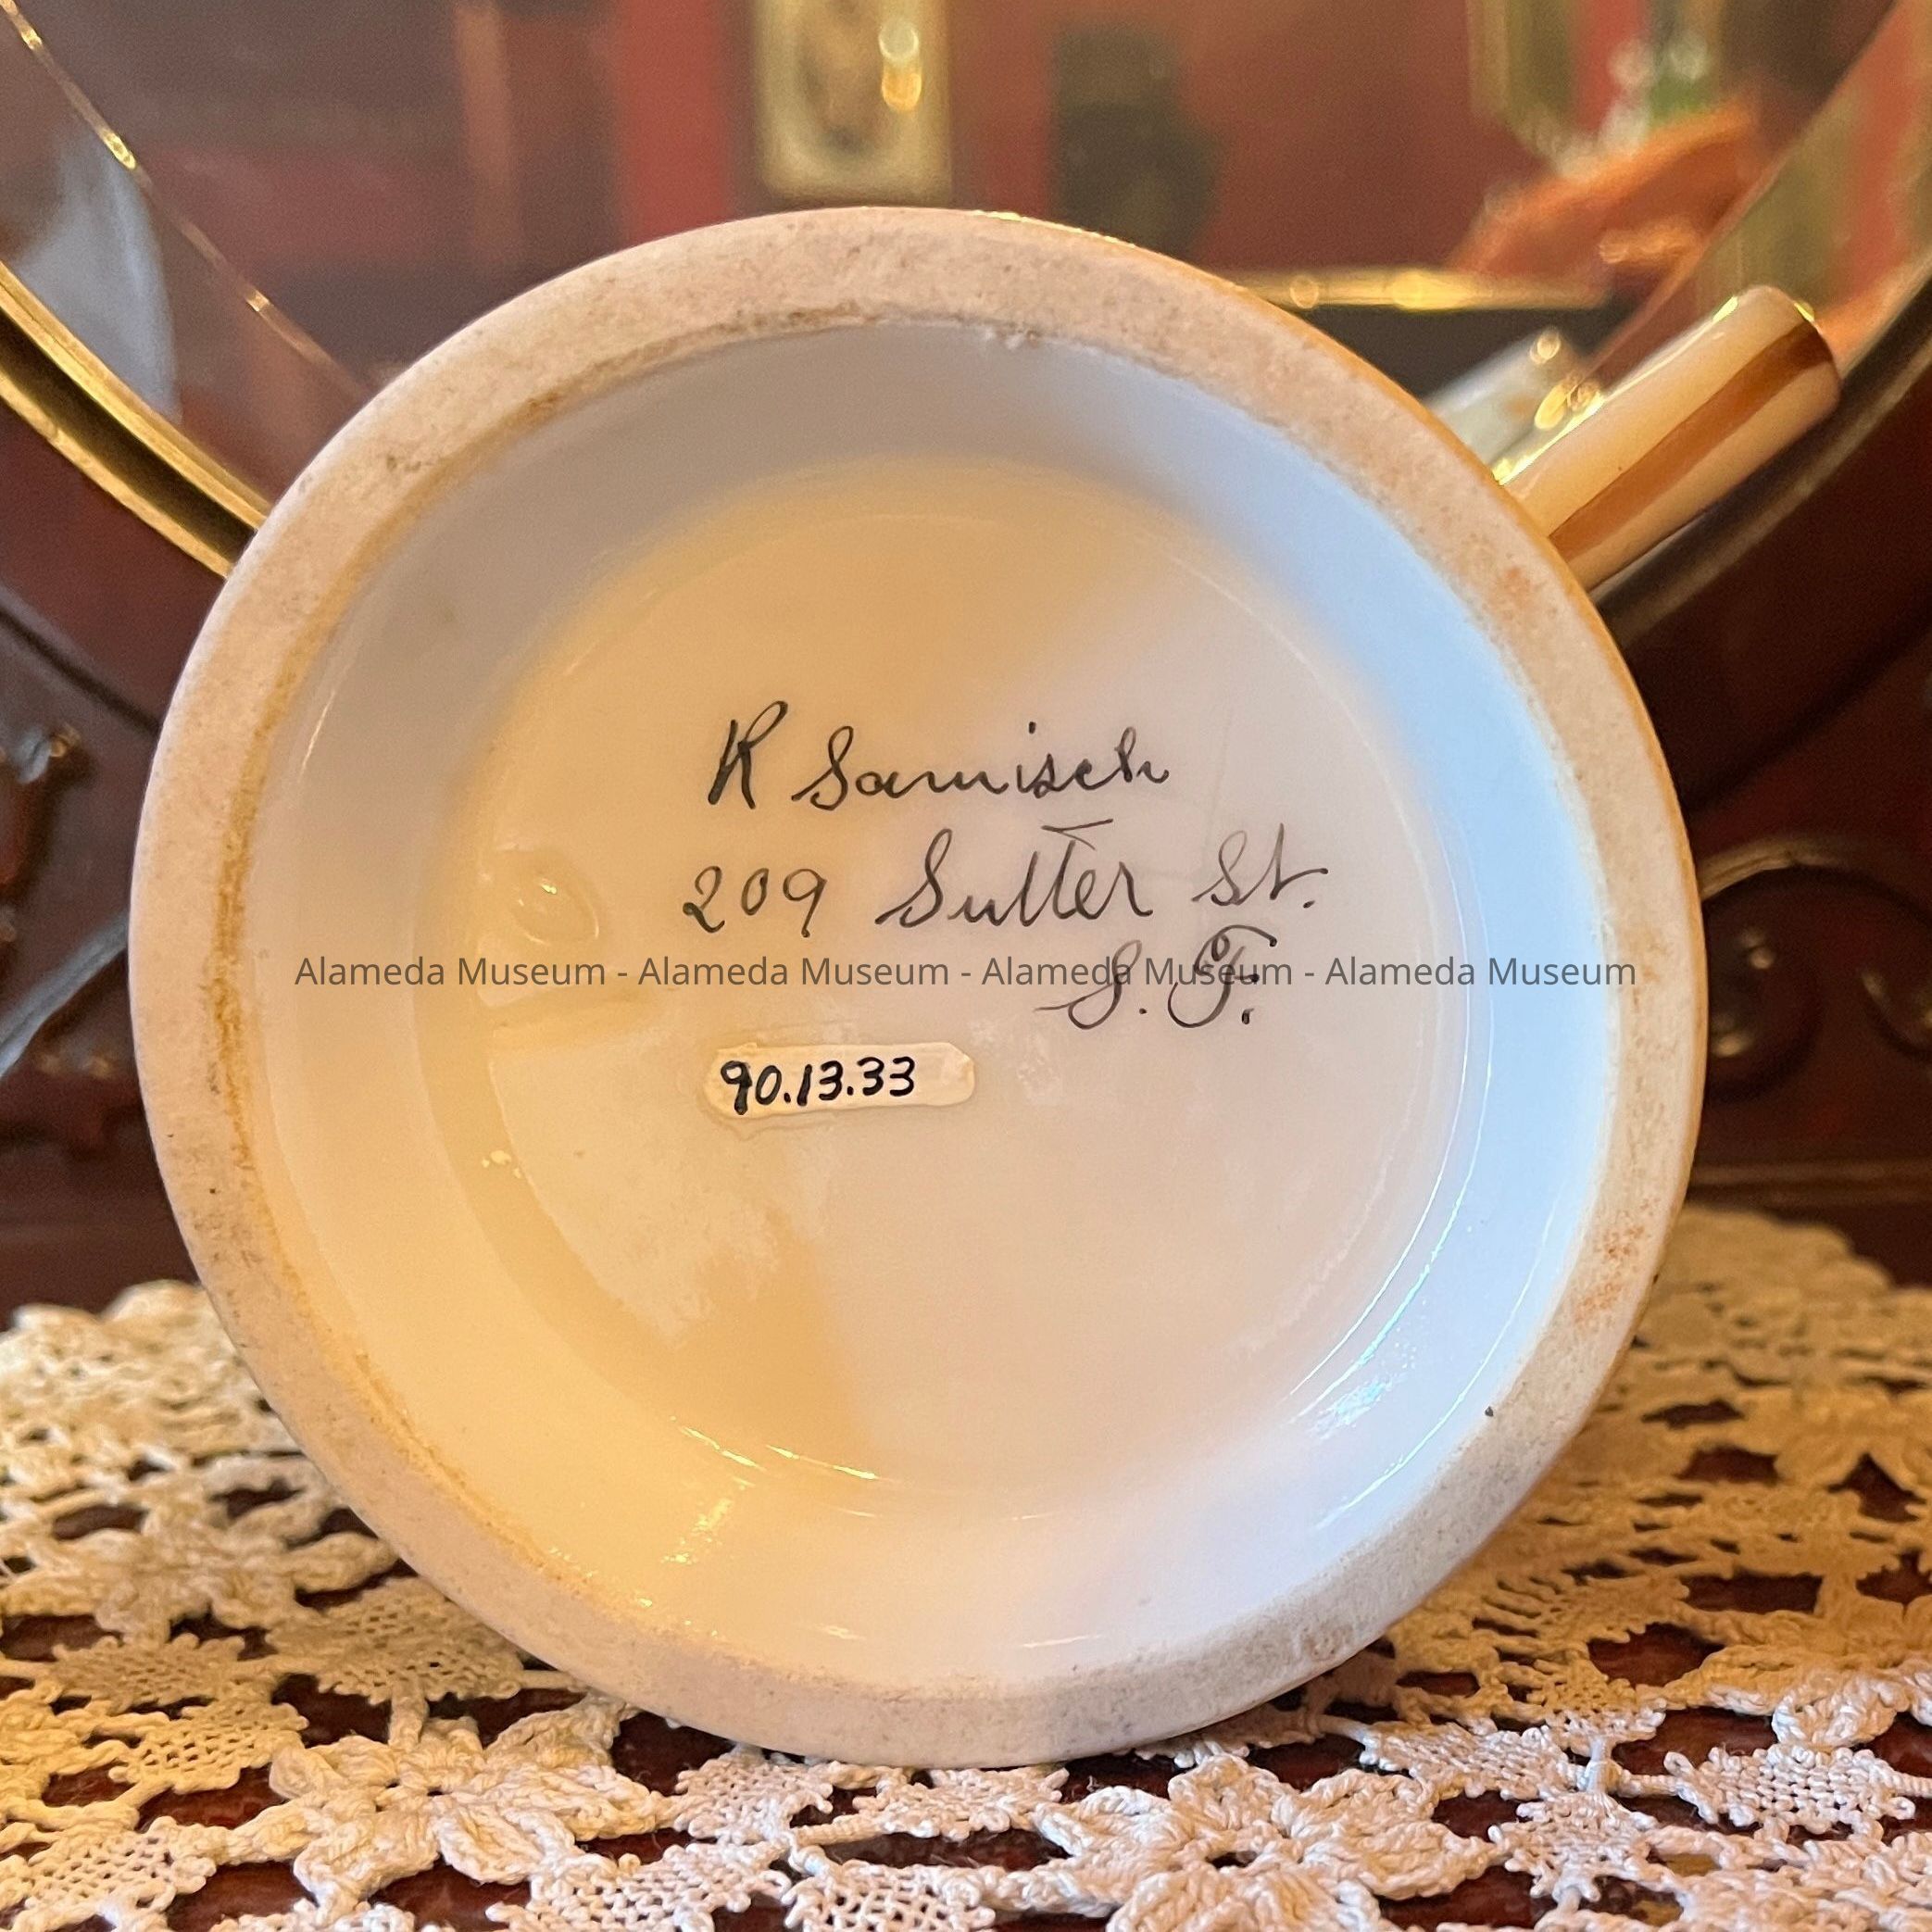 R Samisch
209 Sutter St.
S. F.
Alameda Museum - Alameda Museum - Alameda Museum - Alameda Museum
90.13.33